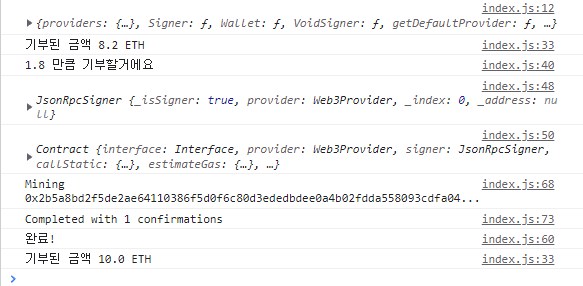 index.js:12
{providers: {…}, Signer: ƒ, Wallet: ƒ, VoidSigner: ƒ, getDefaultProvider: ƒ, …}
기부된 금액 8.2 ETH index.js:33
1.8 만큼 기부할거에요 index.js:40
index.js:48
JsonRpcSigner {_isSigner: true, provider: Web3Provider, _index: 0, _address: nu
ll}
index.js:50
Contract {interface: Interface, provider: Web3Provider, signer: JsonRpcSigner,
callStatic: {…}, estimateGas: {…}, …}
Mining index.js:68
0x2b5a8bd2f5de2ae64110386f5d0f6c80d3ededbdee0a4b02fdda558093cdfa04...
Completed with 1 confirmations index.js:73
완료! index.js:60
기부된 금액 10.0 ETH index.js:33